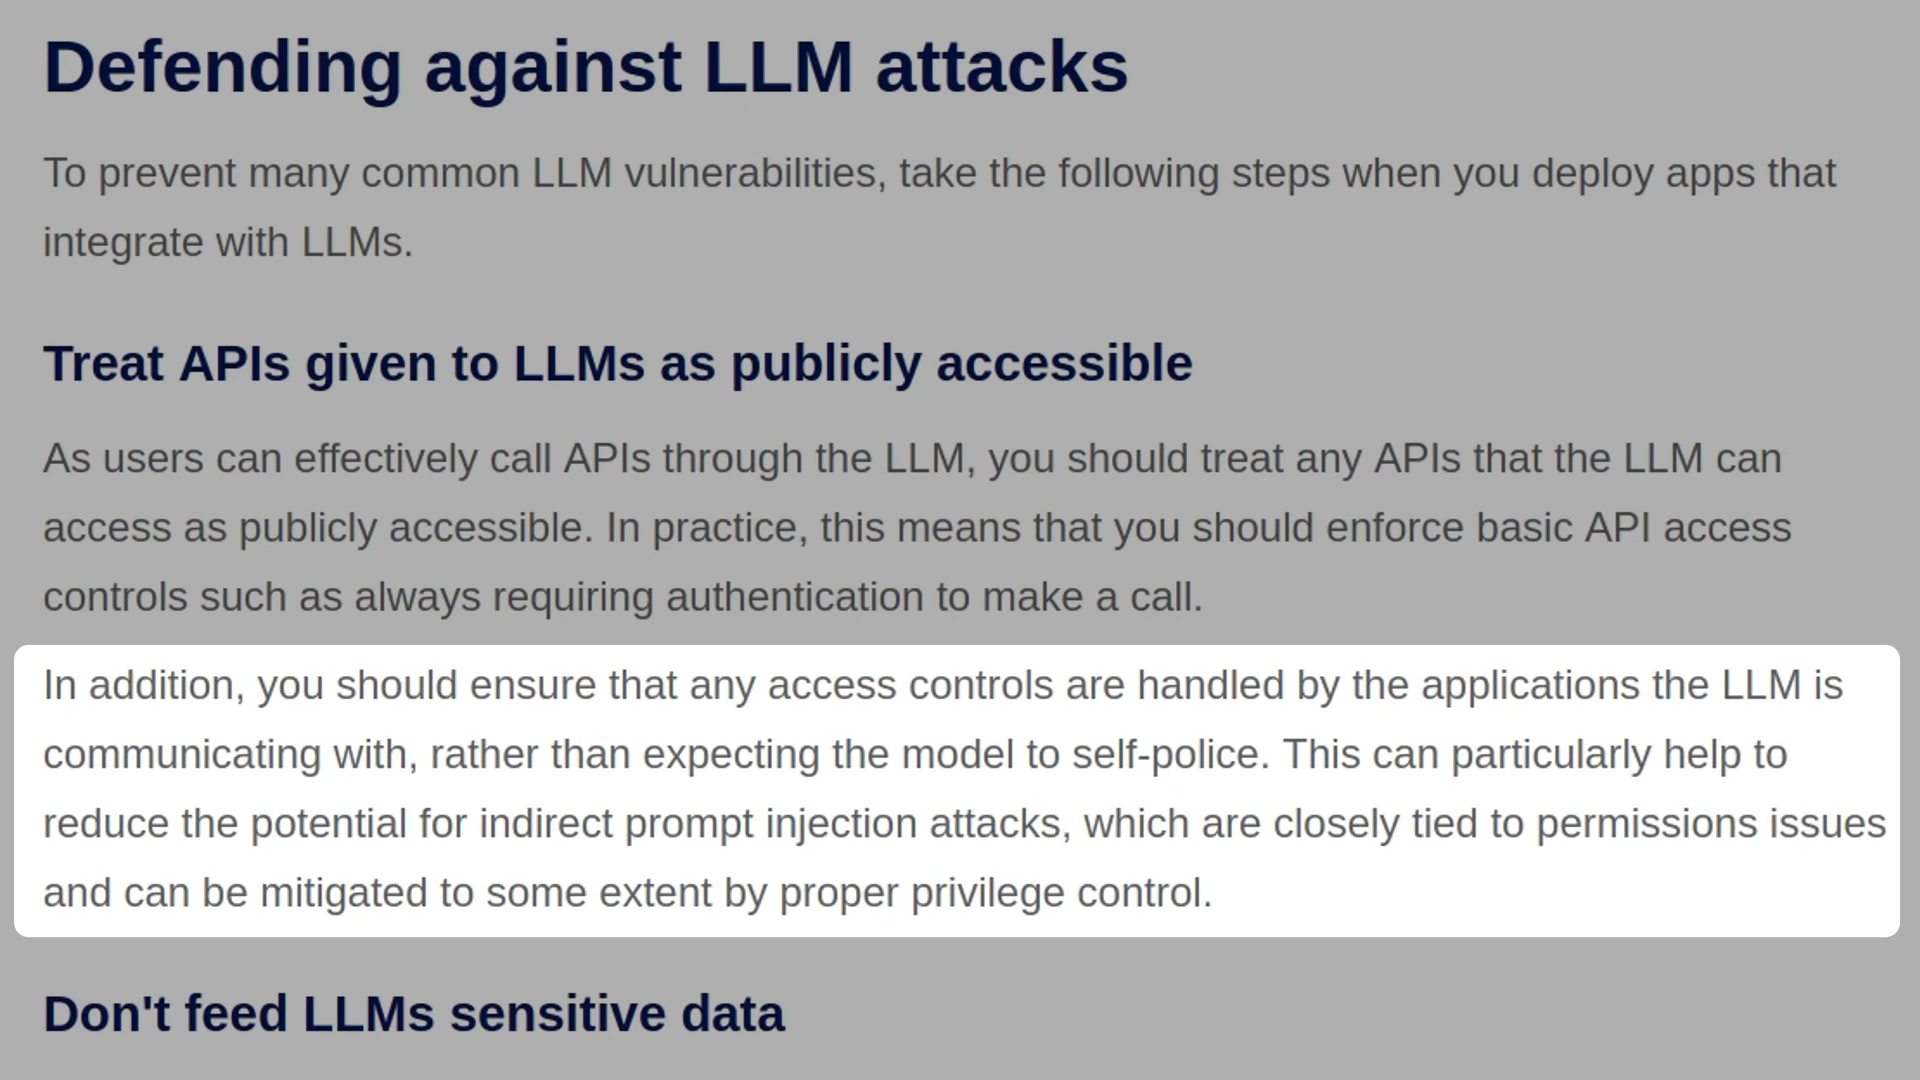 Defending against LLM attacks
To prevent many common LLM vulnerabilities, take the following steps when you deploy apps that
integrate with LLMs.
Treat APIs given to LLMs as publicly accessible
As users can effectively call APIs through the LLM, you should treat any APIs that the LLM can
access as publicly accessible. In practice, this means that you should enforce basic API access
controls such as always requiring authentication to make a call.
In addition, you should ensure that any access controls are handled by the applications the LLM is
communicating with, rather than expecting the model to self-police. This can particularly help to
reduce the potential for indirect prompt injection attacks, which are closely tied to permissions issues
and can be mitigated to some extent by proper privilege control.
Don't feed LLMs sensitive data